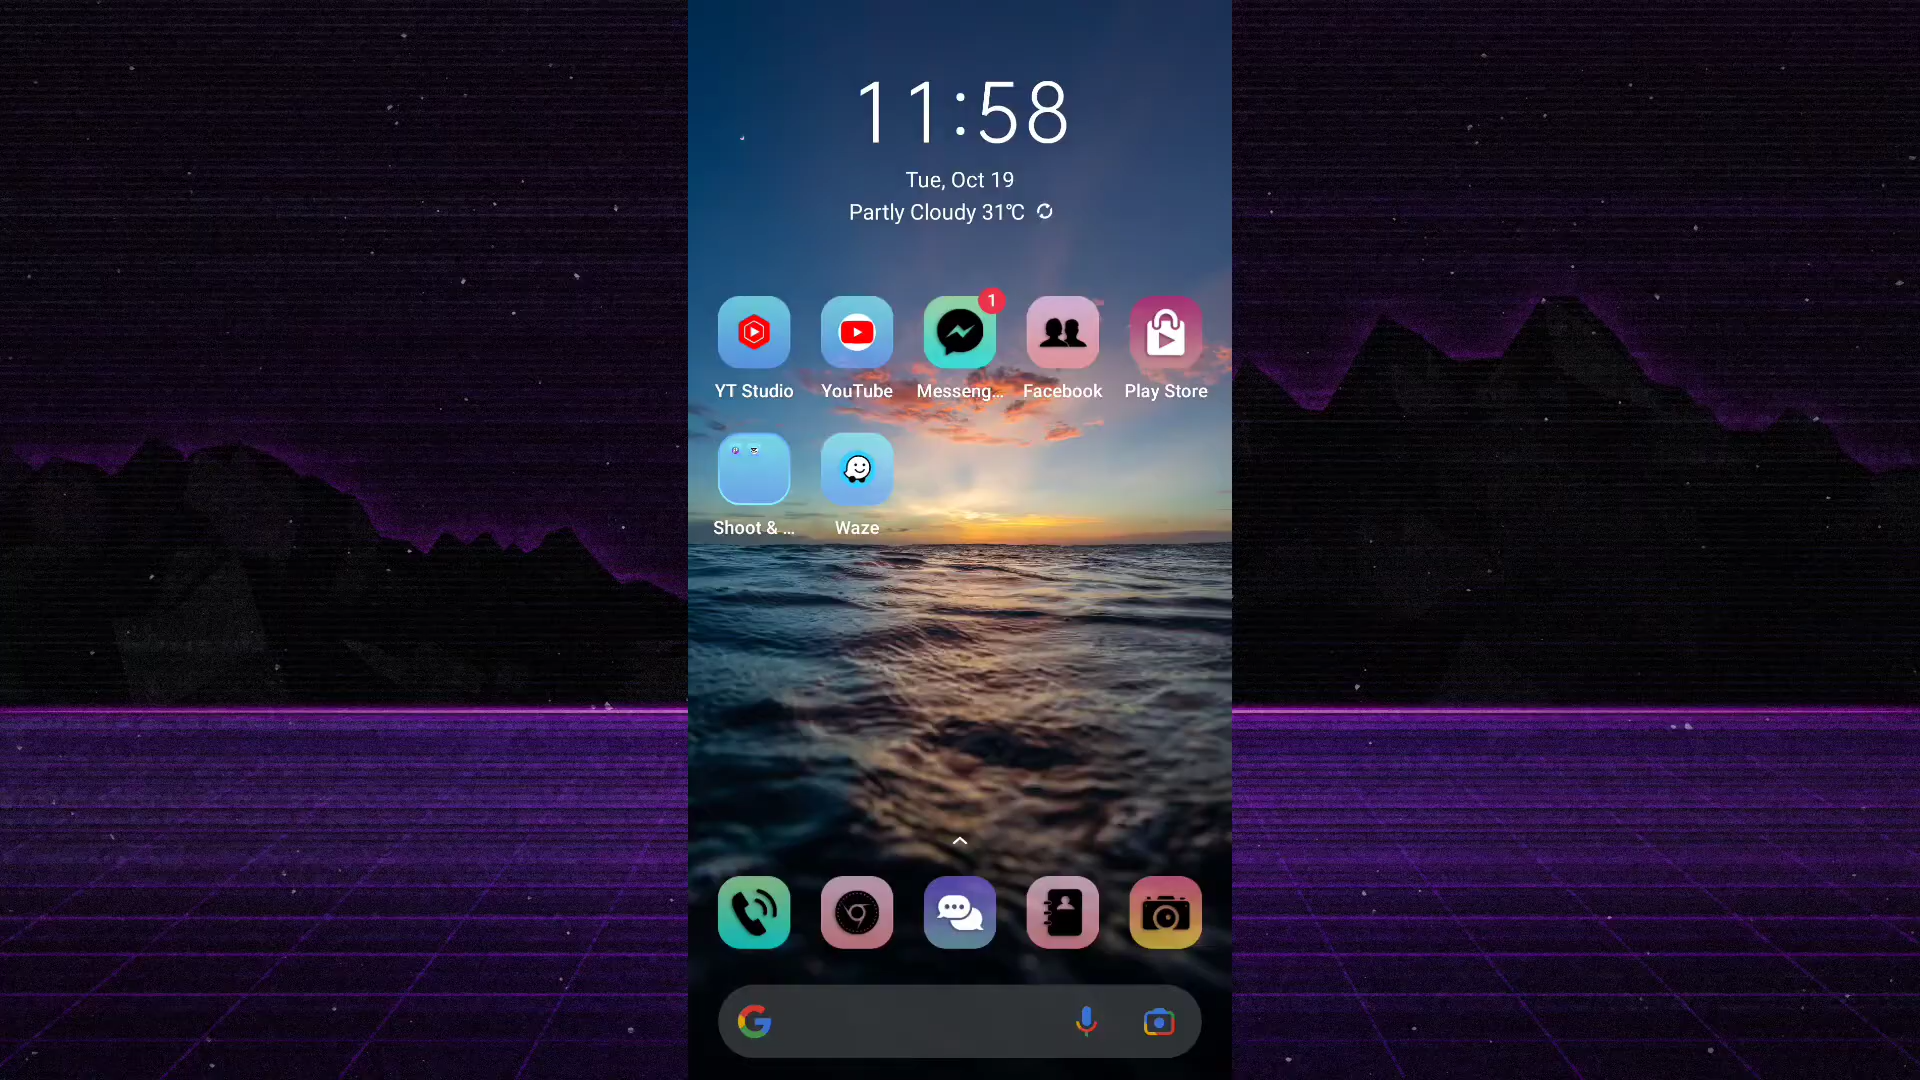 11:58
Tue, Oct 19
Partly Cloudy 31°C
1
YT Studio YouTube Messeng... Facebook Play Store
Shoot & ... Waze